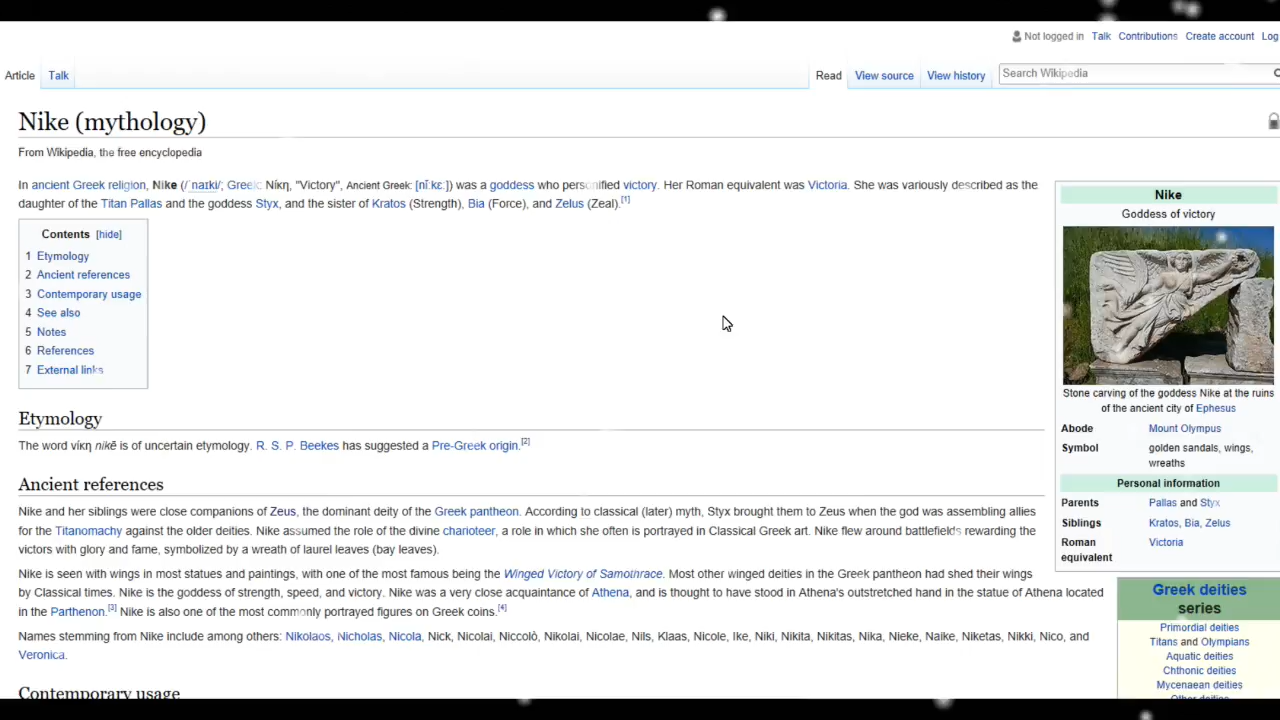 Not logged in Talk Contributions Create account Log
Article Talk Read View source View history Search Wikipedia
Nike (mythology)
From Wikipedia, the free encyclopedia
In ancient Greek religion, Nike (/ˈnaɪki/; Greek: Νίκη, "Victory", Ancient Greek: [nǐːkɛː]) was a goddess who personified victory. Her Roman equivalent was Victoria. She was variously described as the
daughter of the Titan Pallas and the goddess Styx, and the sister of Kratos (Strength), Bia (Force), and Zelus (Zeal).[1]
Contents [hide]
1 Etymology
2 Ancient references
3 Contemporary usage
4 See also
5 Notes
6 References
7 External links
Etymology
The word νίκη nikē is of uncertain etymology. R. S. P. Beekes has suggested a Pre-Greek origin.[2]
Ancient references
Nike and her siblings were close companions of Zeus, the dominant deity of the Greek pantheon. According to classical (later) myth, Styx brought them to Zeus when the god was assembling allies
for the Titanomachy against the older deities. Nike assumed the role of the divine charioteer, a role in which she often is portrayed in Classical Greek art. Nike flew around battlefields rewarding the
victors with glory and fame, symbolized by a wreath of laurel leaves (bay leaves).
Nike is seen with wings in most statues and paintings, with one of the most famous being the Winged Victory of Samothrace. Most other winged deities in the Greek pantheon had shed their wings
by Classical times. Nike is the goddess of strength, speed, and victory. Nike was a very close acquaintance of Athena, and is thought to have stood in Athena's outstretched hand in the statue of Athena located
in the Parthenon.[3] Nike is also one of the most commonly portrayed figures on Greek coins.[4]
Names stemming from Nike include among others: Nikolaos, Nicholas, Nicola, Nick, Nicolai, Niccolò, Nikolai, Nicolae, Nils, Klaas, Nicole, Ike, Niki, Nikita, Nikitas, Nika, Nieke, Naike, Niketas, Nikki, Nico, and
Veronica.
Contemporary usage
Nike
Goddess of victory
Stone carving of the goddess Nike at the ruins
of the ancient city of Ephesus
Abode Mount Olympus
Symbol golden sandals, wings,
wreaths
Personal information
Parents Pallas and Styx
Siblings Kratos, Bia, Zelus
Roman Victoria
equivalent
Greek deities
series
Primordial deities
Titans and Olympians
Aquatic deities
Chthonic deities
Mycenaean deities
Other deities